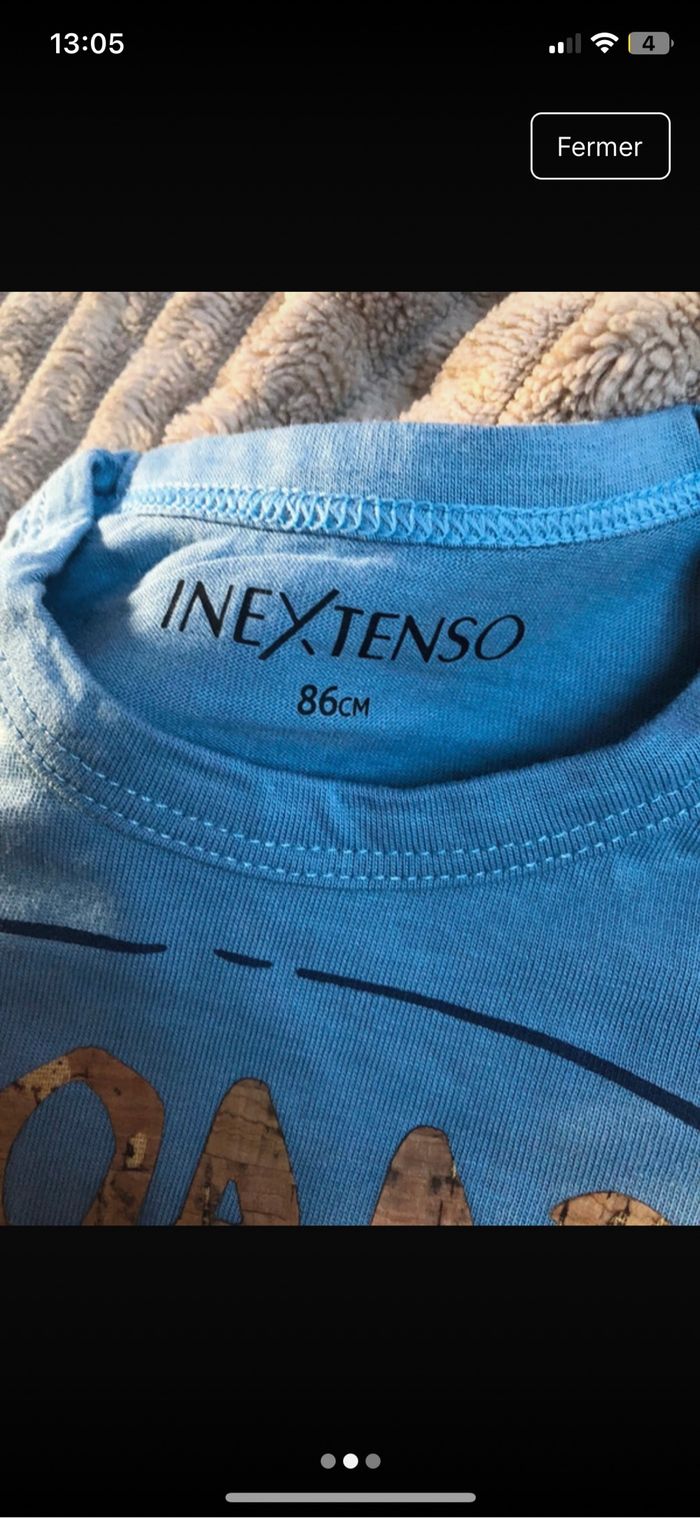 13:05
4
Fermer
INEXTENSO
86CM